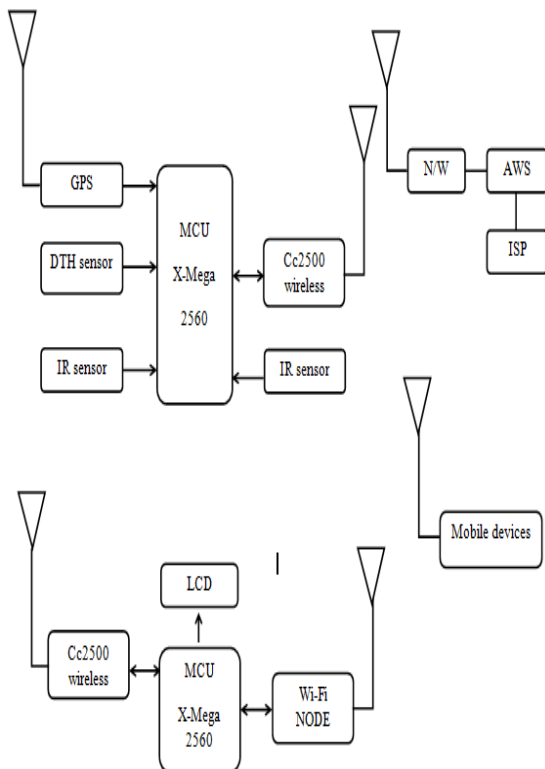 GPS
DTH sensor
IR sensor
MCU
X-Mega
2560
Cc2500
wireless
IR sensor
N/W
AWS
ISP
Mobile devices
LCD
Cc2500
wireless
MCU
X-Mega
2560
Wi-Fi
NODE